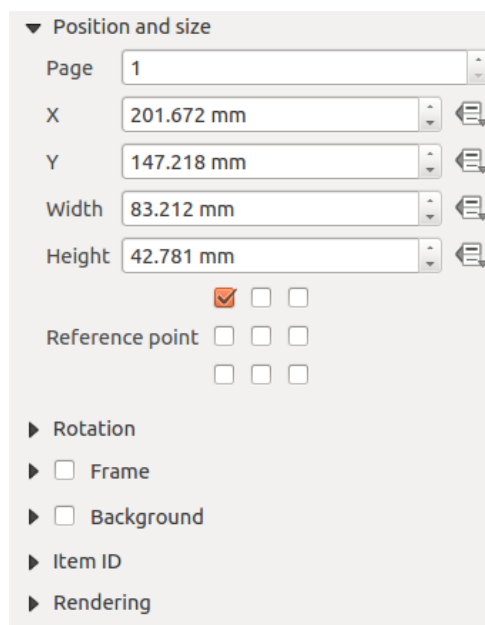 Position and size
Page 1
X 201.672 mm
Y 147.218 mm
Width 83.212 mm
Height 42.781 mm
Reference point
Rotation
Frame
Background
Item ID
Rendering